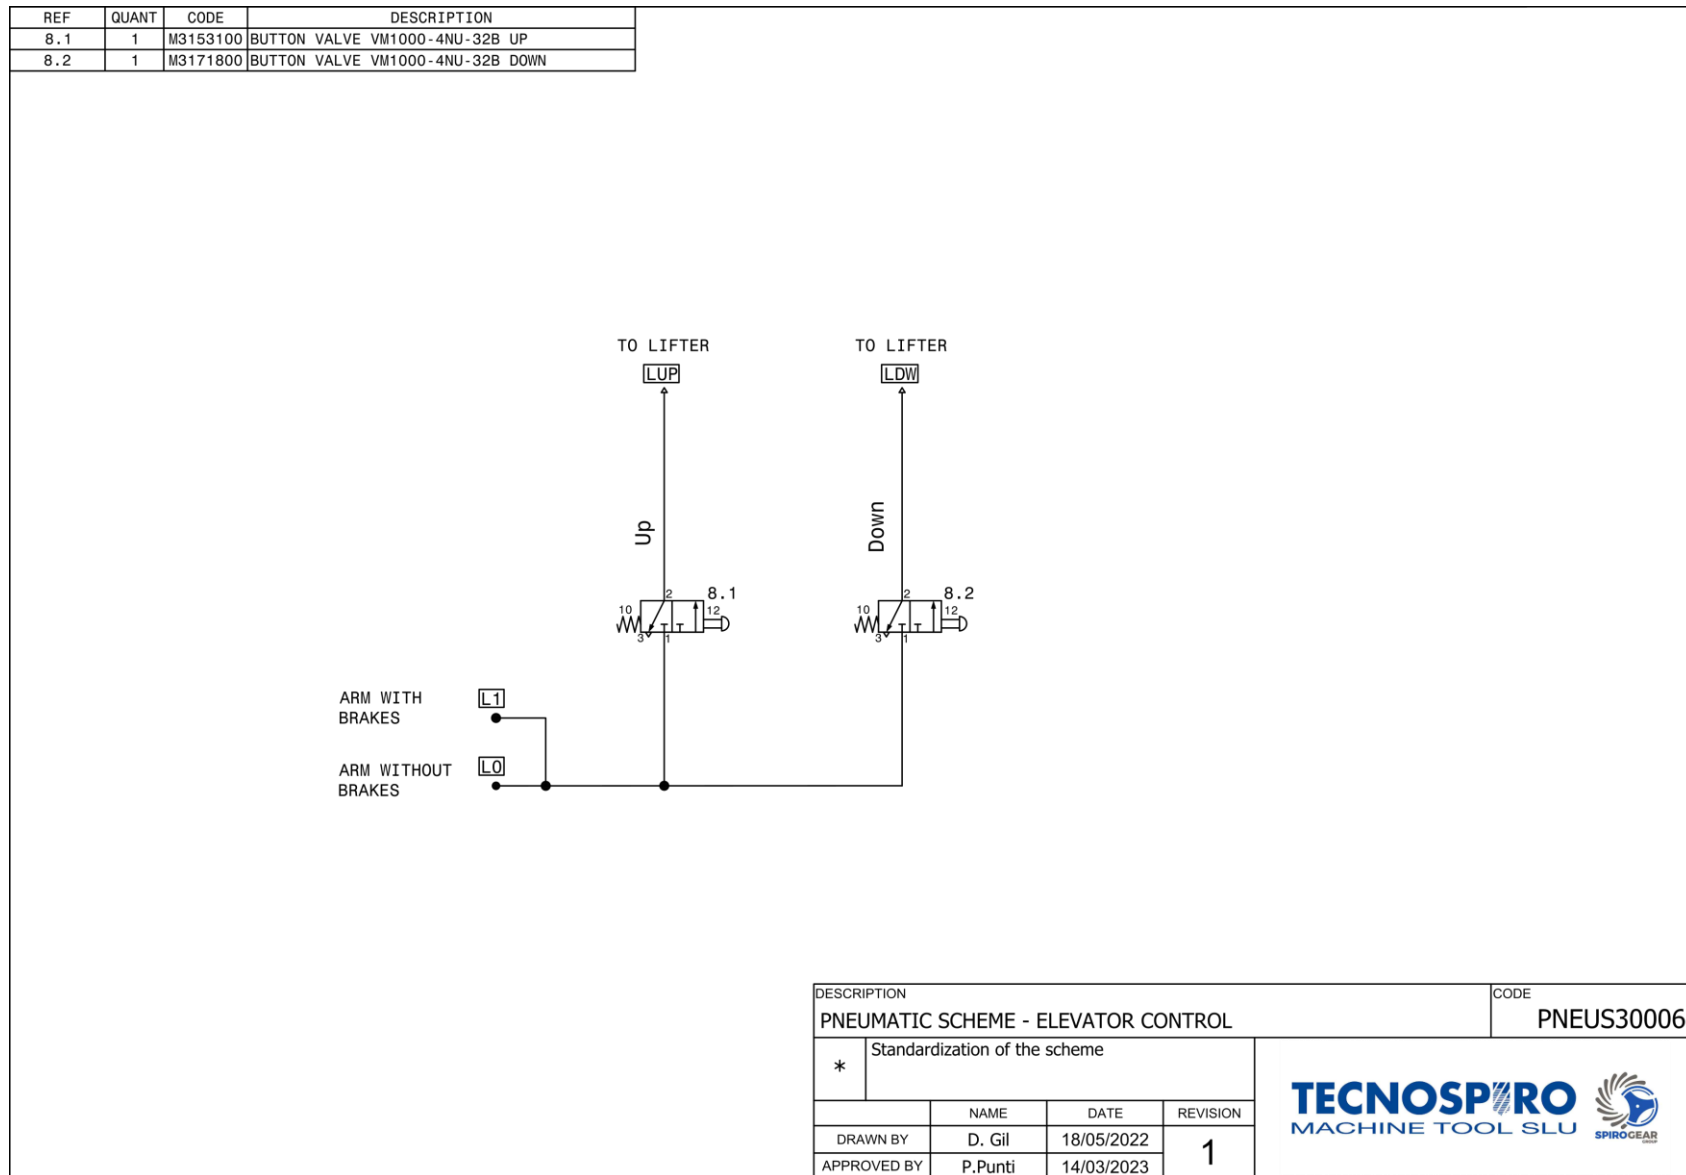 REF QUANT CODE DESCRIPTION
8.1 1 M3153100 BUTTON VALVE VM1000-4NU-32B UP
8.2 1 M3171800 BUTTON VALVE VM1000-4NU-32B DOWN
TO LIFTER TO LIFTER
LUP LDW
Up Down
2 8.1 2 8.2
10 12 10 12
3 1 3 1
ARM WITH L1
BRAKES
ARM WITHOUT L0
BRAKES
DESCRIPTION CODE
PNEUMATIC SCHEME - ELEVATOR CONTROL PNEUS30006
* Standardization of the scheme
NAME DATE REVISION
DRAWN BY D. Gil 18/05/2022 1
APPROVED BY P.Punti 14/03/2023
TECNOSPIRO
MACHINE TOOL SLU
SPIROGEAR
GROUP